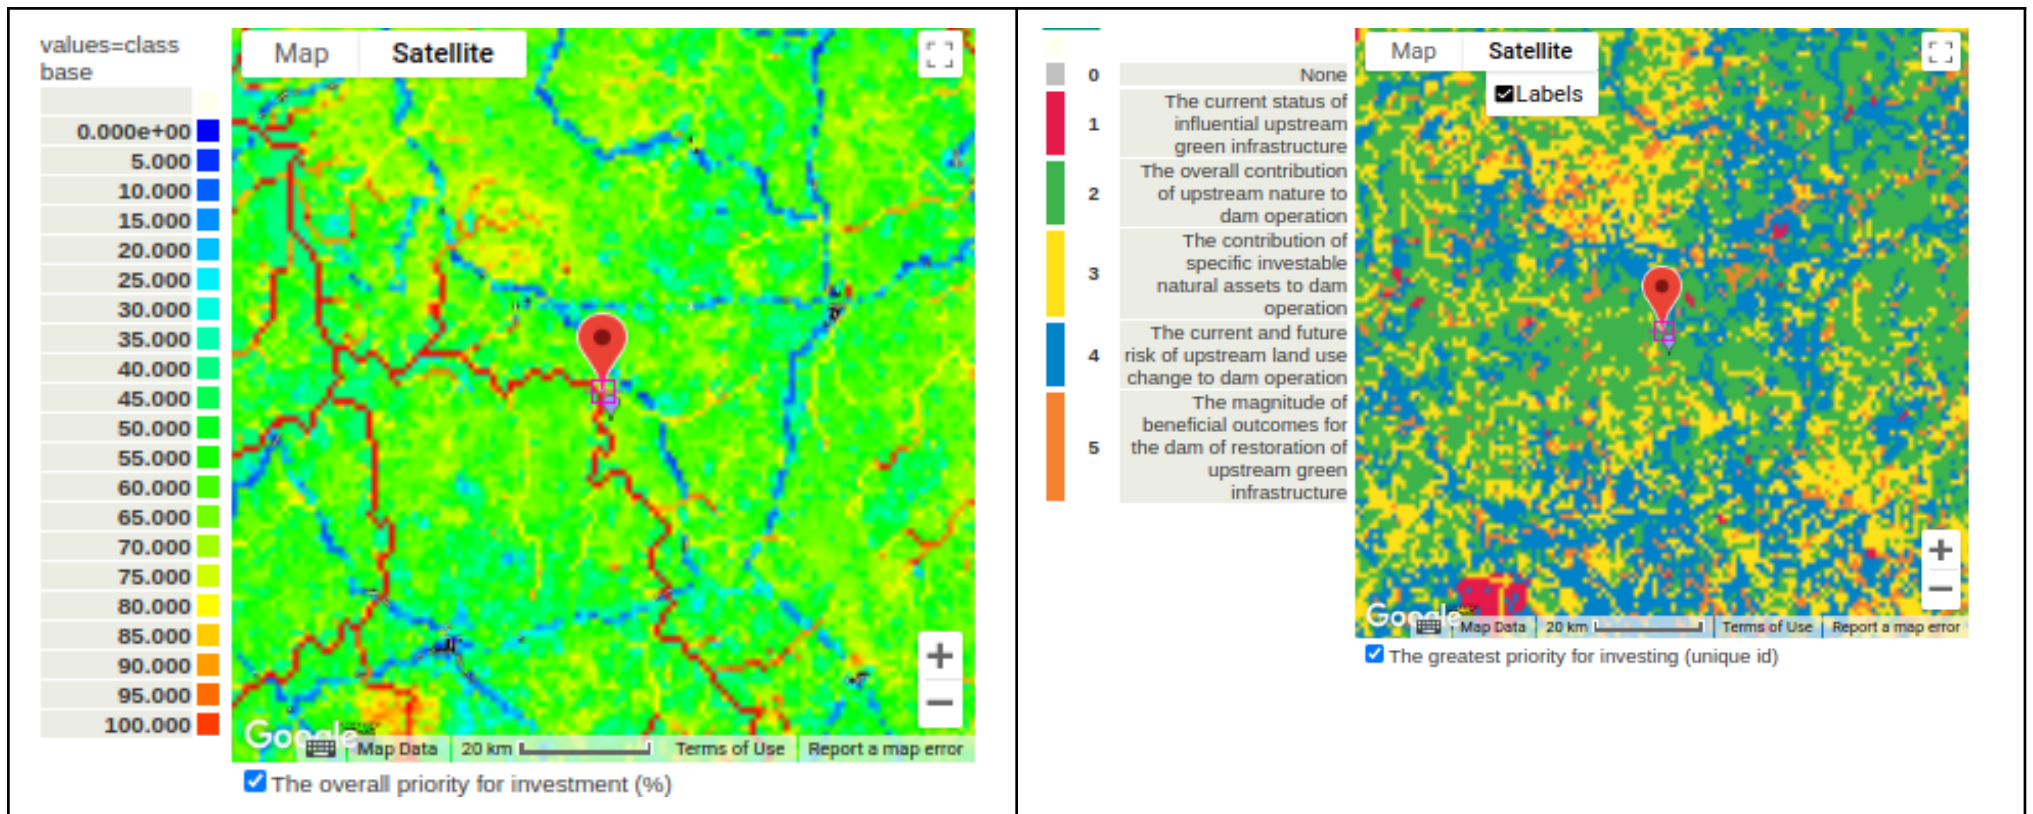 values=class
base
0.000e+00
5.000
10.000
15.000
20.000
25.000
30.000
35.000
40.000
45.000
50.000
55.000
60.000
65.000
70.000
75.000
80.000
85.000
90.000
95.000
100.000
Map Satellite
Google
Map Data 20 km Terms of Use Report a map error
The overall priority for investment (%)
0 None
The current status of
1 influential upstream
green infrastructure
The overall contribution
2 of upstream nature to
dam operation
The contribution of
specific investable
3 natural assets to dam
operation
The current and future
4 risk of upstream land use
change to dam operation
The magnitude of
beneficial outcomes for
5 the dam of restoration of
upstream green
infrastructure
Map Satellite
Labels
Google
Map Data 20 km Terms of Use Report a map error
The greatest priority for investing (unique id)